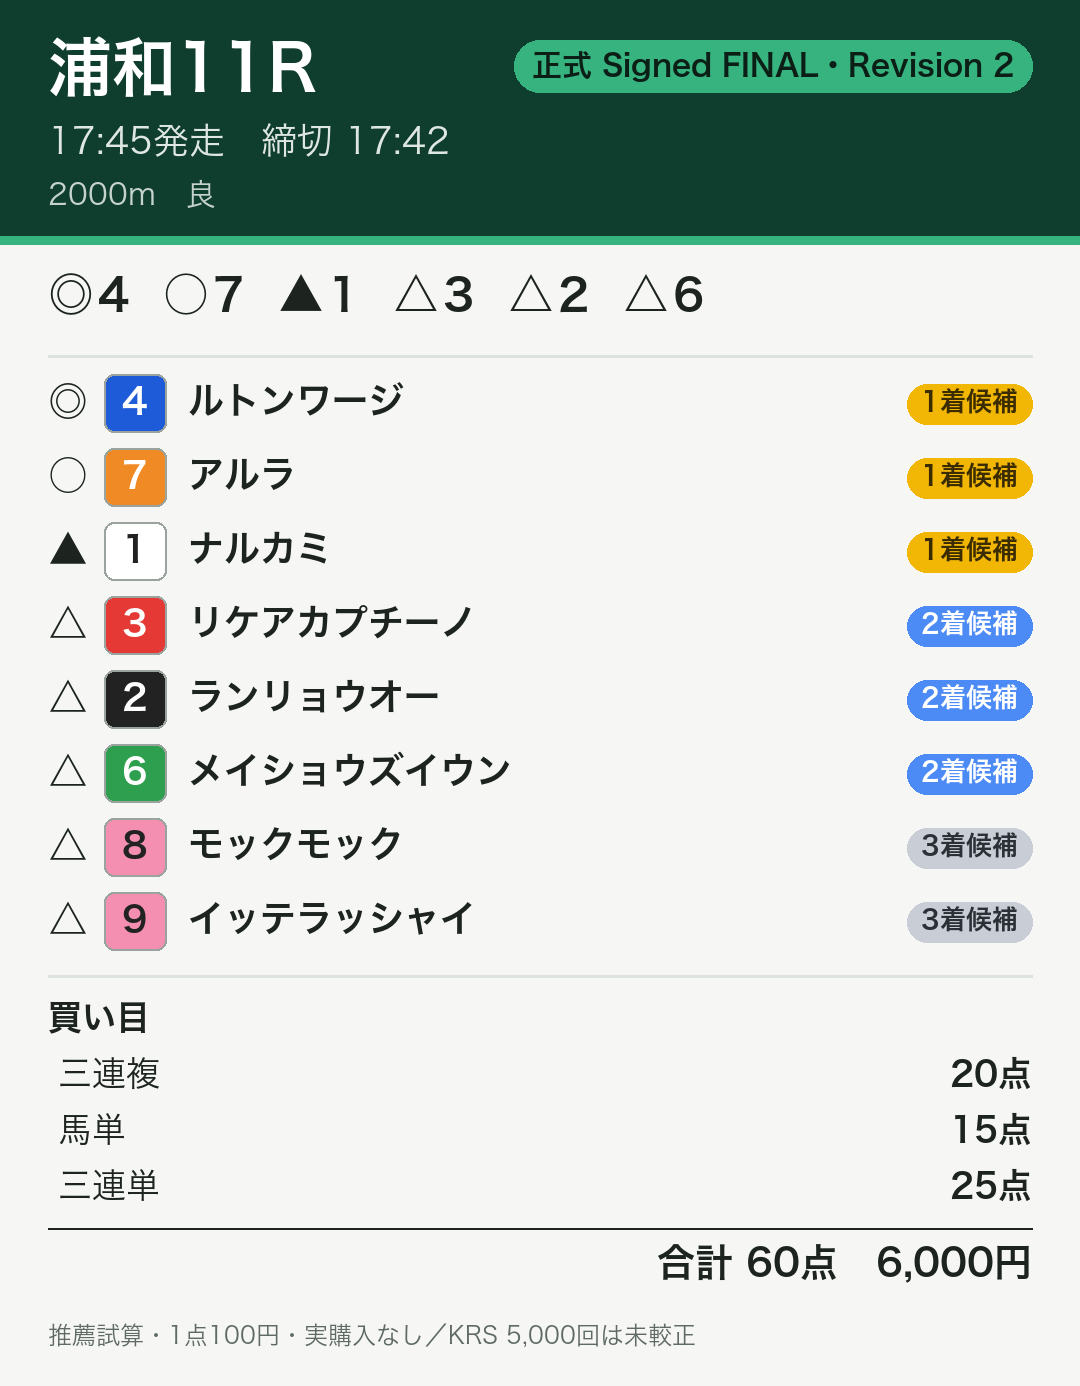 浦和11R
正式 Signed FINAL・Revision 2
17:45発走　締切 17:42
2000m　良
◎4 ○7 ▲1 △3 △2 △6
◎ 4 ルトンワージ 1着候補
○ 7 アルラ 1着候補
▲ 1 ナルカミ 1着候補
△ 3 リケアカプチーノ 2着候補
△ 2 ランリョウオー 2着候補
△ 6 メイショウズイウン 2着候補
△ 8 モックモック 3着候補
△ 9 イッテラッシャイ 3着候補
買い目
三連複 20点
馬単 15点
三連単 25点
合計 60点　6,000円
推薦試算・1点100円・実購入なし／KRS 5,000回は未較正